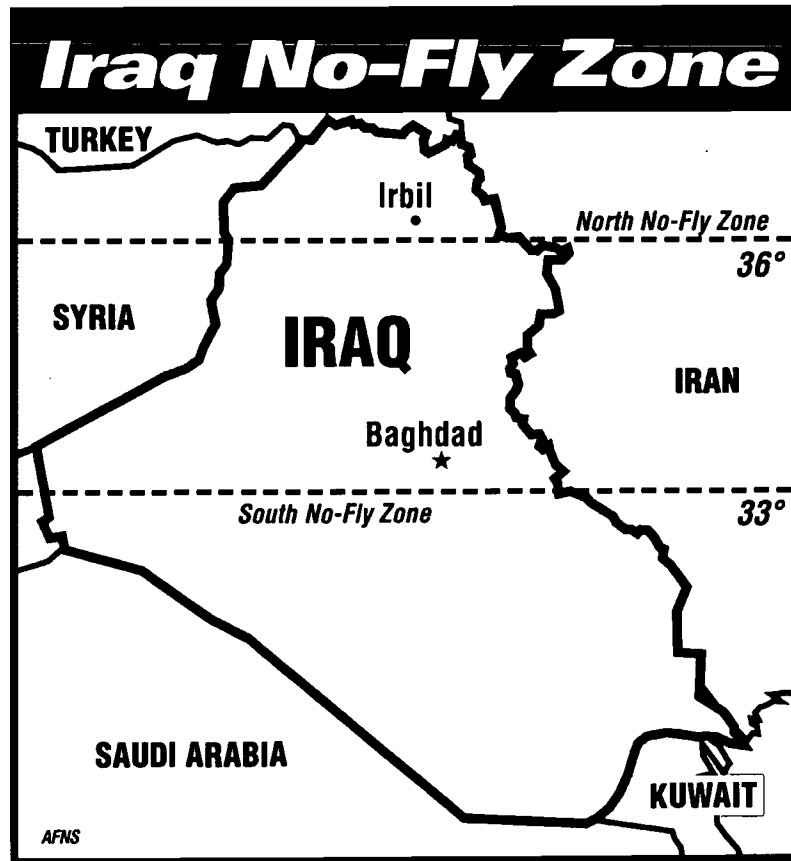 Iraq No-Fly Zone
TURKEY
Irbil
North No-Fly Zone
36°
SYRIA
IRAQ
IRAN
Baghdad
South No-Fly Zone
33°
SAUDI ARABIA
KUWAIT
AFNS